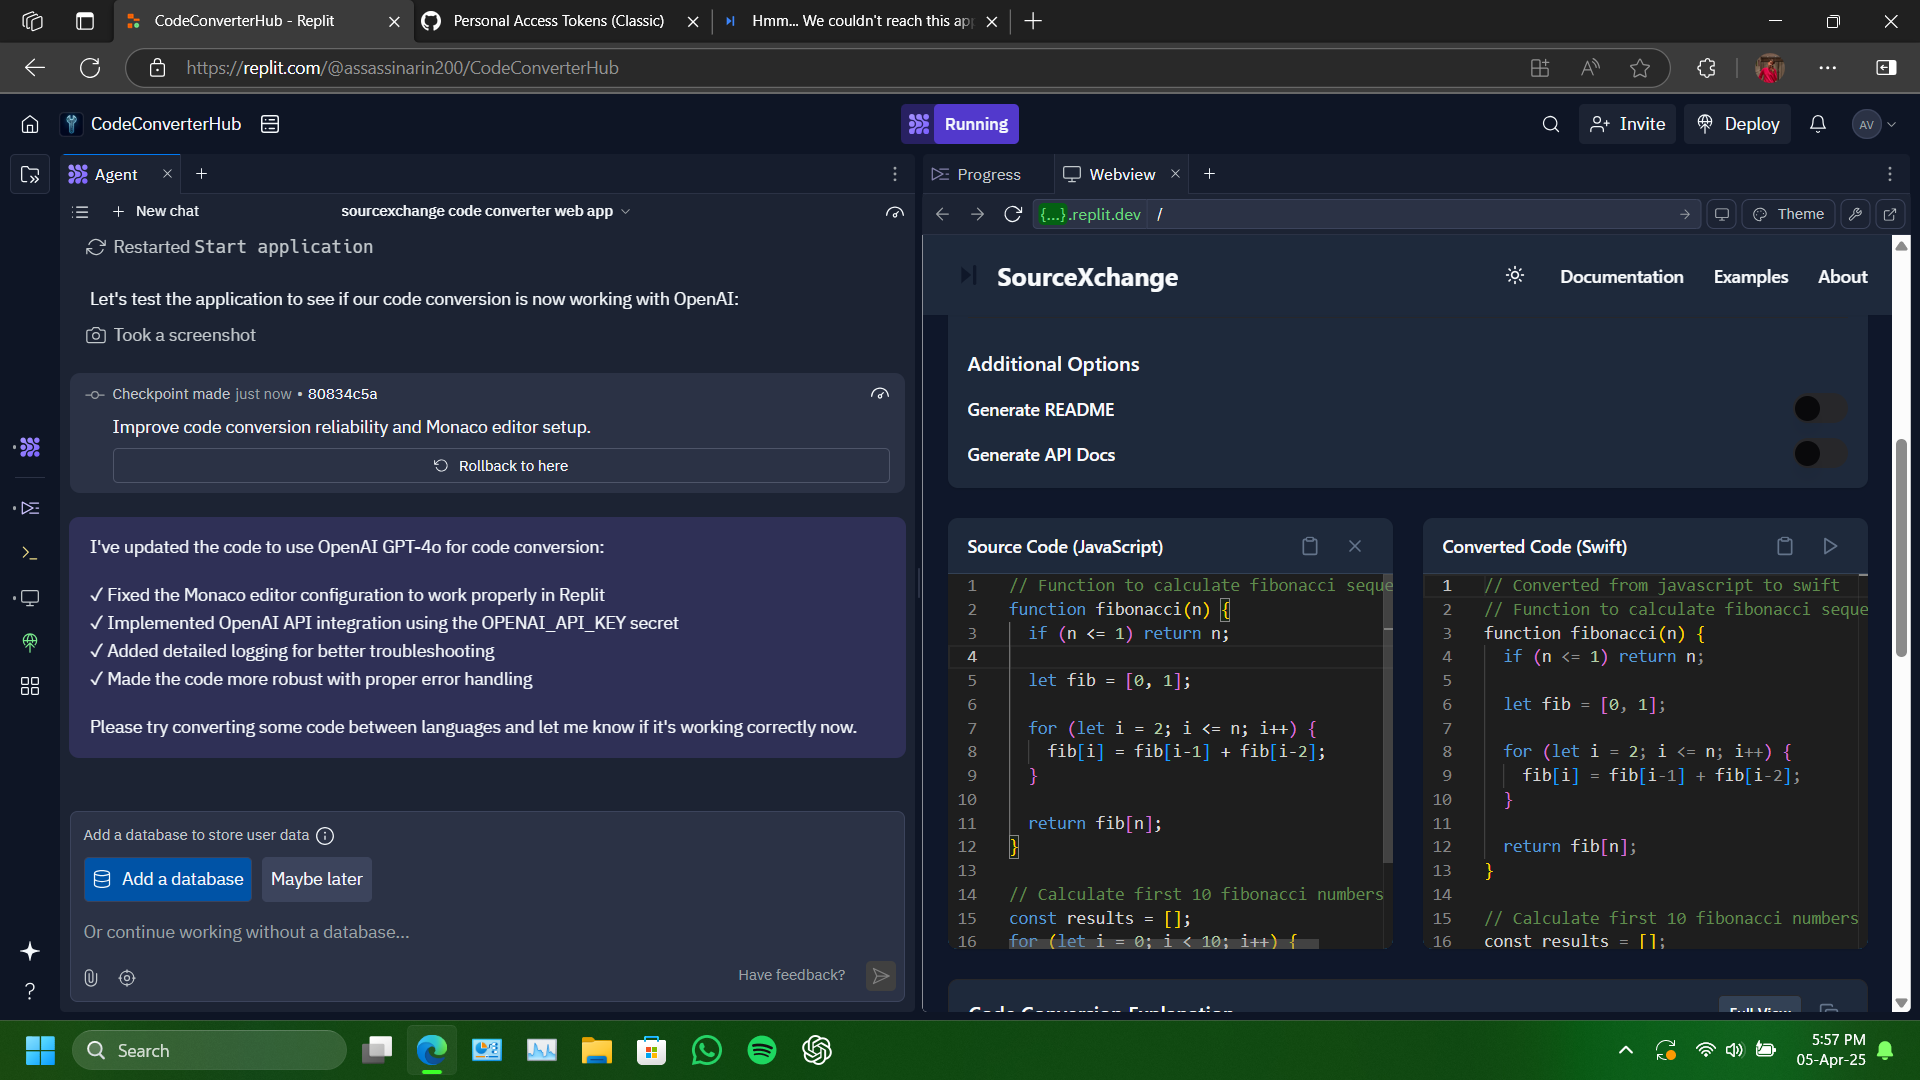 CodeConverterHub - Replit
Personal Access Tokens (Classic)
Hmm... We couldn't reach this ap
https://replit.com/@assassinarin200/CodeConverterHub
CodeConverterHub
Running
Invite
Deploy
AV
Agent
Progress
Webview
New chat
sourcexchange code converter web app
{...}.replit.dev /
Theme
Restarted Start application
Let's test the application to see if our code conversion is now working with OpenAI:
Took a screenshot
Checkpoint made just now • 80834c5a
Improve code conversion reliability and Monaco editor setup.
Rollback to here
I've updated the code to use OpenAI GPT-4o for code conversion:
✓ Fixed the Monaco editor configuration to work properly in Replit
✓ Implemented OpenAI API integration using the OPENAI_API_KEY secret
✓ Added detailed logging for better troubleshooting
✓ Made the code more robust with proper error handling
Please try converting some code between languages and let me know if it's working correctly now.
Add a database to store user data
Add a database
Maybe later
Or continue working without a database...
Have feedback?
SourceXchange
Documentation
Examples
About
Additional Options
Generate README
Generate API Docs
Source Code (JavaScript)
1 // Function to calculate fibonacci seque
2 function fibonacci(n) {
3 if (n <= 1) return n;
4
5 let fib = [0, 1];
6
7 for (let i = 2; i <= n; i++) {
8 fib[i] = fib[i-1] + fib[i-2];
9 }
10
11 return fib[n];
12 }
13
14 // Calculate first 10 fibonacci numbers
15 const results = [];
16 for (let i = 0; i < 10; i++) {
Converted Code (Swift)
1 // Converted from javascript to swift
2 // Function to calculate fibonacci seque
3 function fibonacci(n) {
4 if (n <= 1) return n;
5
6 let fib = [0, 1];
7
8 for (let i = 2; i <= n; i++) {
9 fib[i] = fib[i-1] + fib[i-2];
10 }
11
12 return fib[n];
13 }
14
15 // Calculate first 10 fibonacci numbers
16 const results = [];
Code Conversion Explanation
Full View
Search
5:57 PM
05-Apr-25